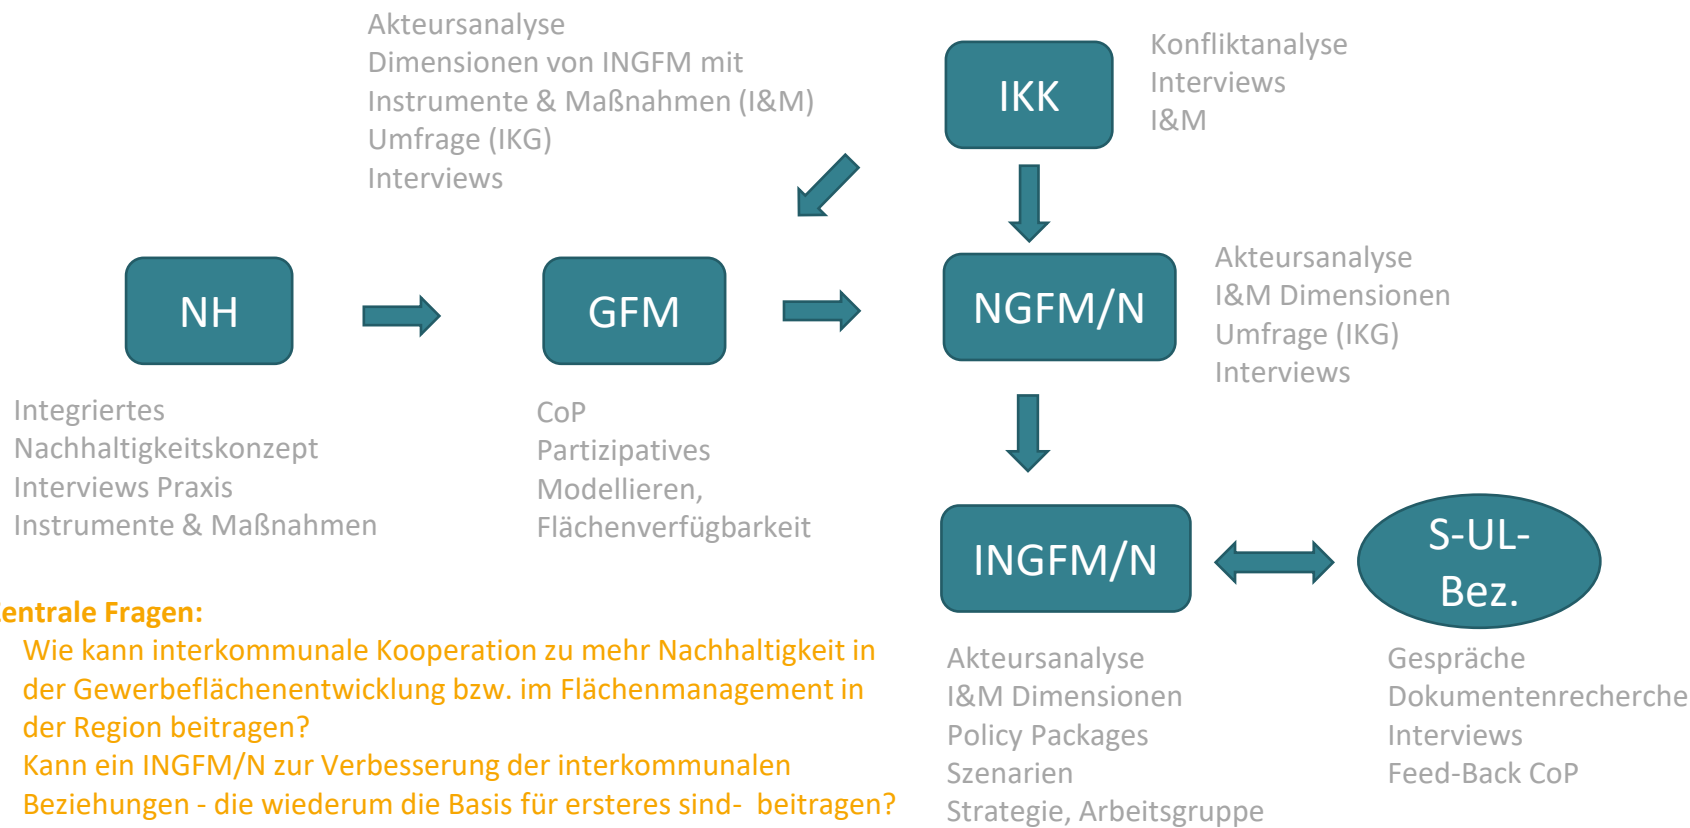 Akteursanalyse
Dimensionen von INGFM mit
Instrumente & Maßnahmen (I&M)
Umfrage (IKG)
Interviews
IKK
Konfliktanalyse
Interviews
I&M
NH
GFM
NGFM/N
Akteursanalyse
I&M Dimensionen
Umfrage (IKG)
Interviews
Integriertes
Nachhaltigkeitskonzept
Interviews Praxis
Instrumente & Maßnahmen
CoP
Partizipatives
Modellieren,
Flächenverfügbarkeit
INGFM/N
S-UL-
Bez.
Akteursanalyse
I&M Dimensionen
Policy Packages
Szenarien
Strategie, Arbeitsgruppe
Gespräche
Dokumentenrecherche
Interviews
Feed-Back CoP
entrale Fragen:
Wie kann interkommunale Kooperation zu mehr Nachhaltigkeit in
der Gewerbeflächenentwicklung bzw. im Flächenmanagement in
der Region beitragen?
Kann ein INGFM/N zur Verbesserung der interkommunalen
Beziehungen - die wiederum die Basis für ersteres sind- beitragen?